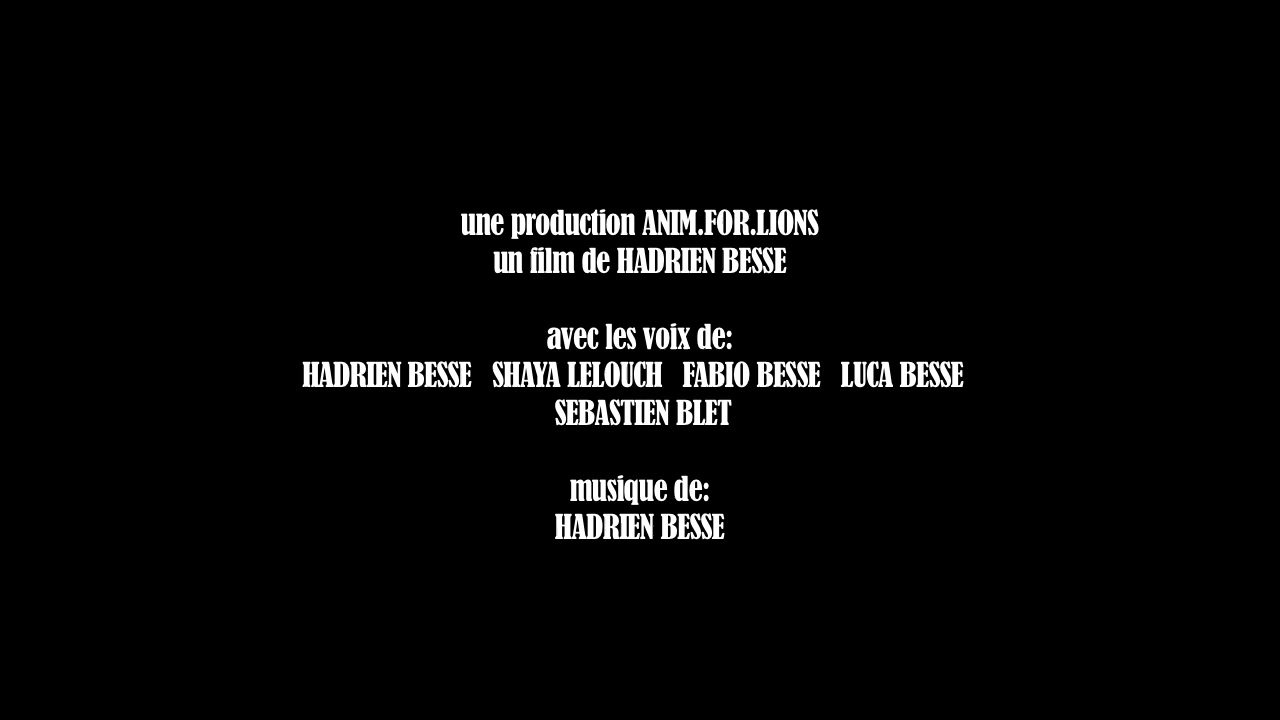 une production ANIM.FOR.LIONS
un film de HADRIEN BESSE
avec les voix de:
HADRIEN BESSE SHAYA LELOUCH FABIO BESSE LUCA BESSE
SEBASTIEN BLET
musique de:
HADRIEN BESSE